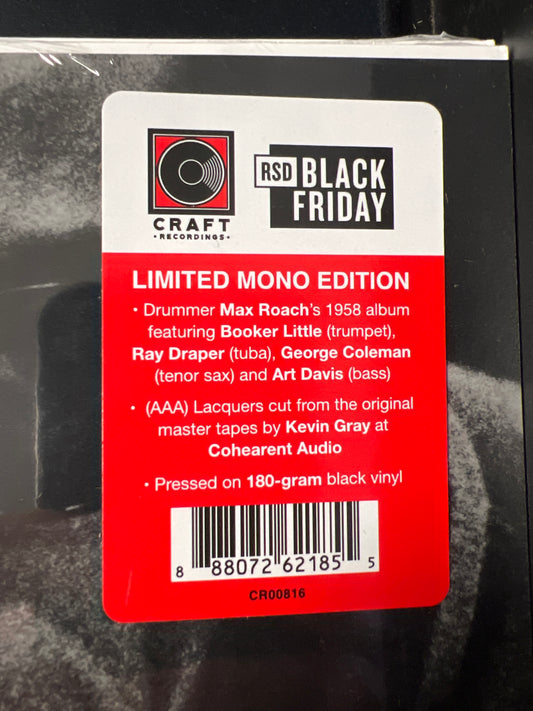 CRAFT
• RECORDINGS •
RSD BLACK
FRIDAY
LIMITED MONO EDITION
• Drummer Max Roach's 1958 album
featuring Booker Little (trumpet),
Ray Draper (tuba), George Coleman
(tenor sax) and Art Davis (bass)
• (AAA) Lacquers cut from the original
master tapes by Kevin Gray at
Cohearent Audio
• Pressed on 180-gram black vinyl
8 88072 62185 5
CR00816